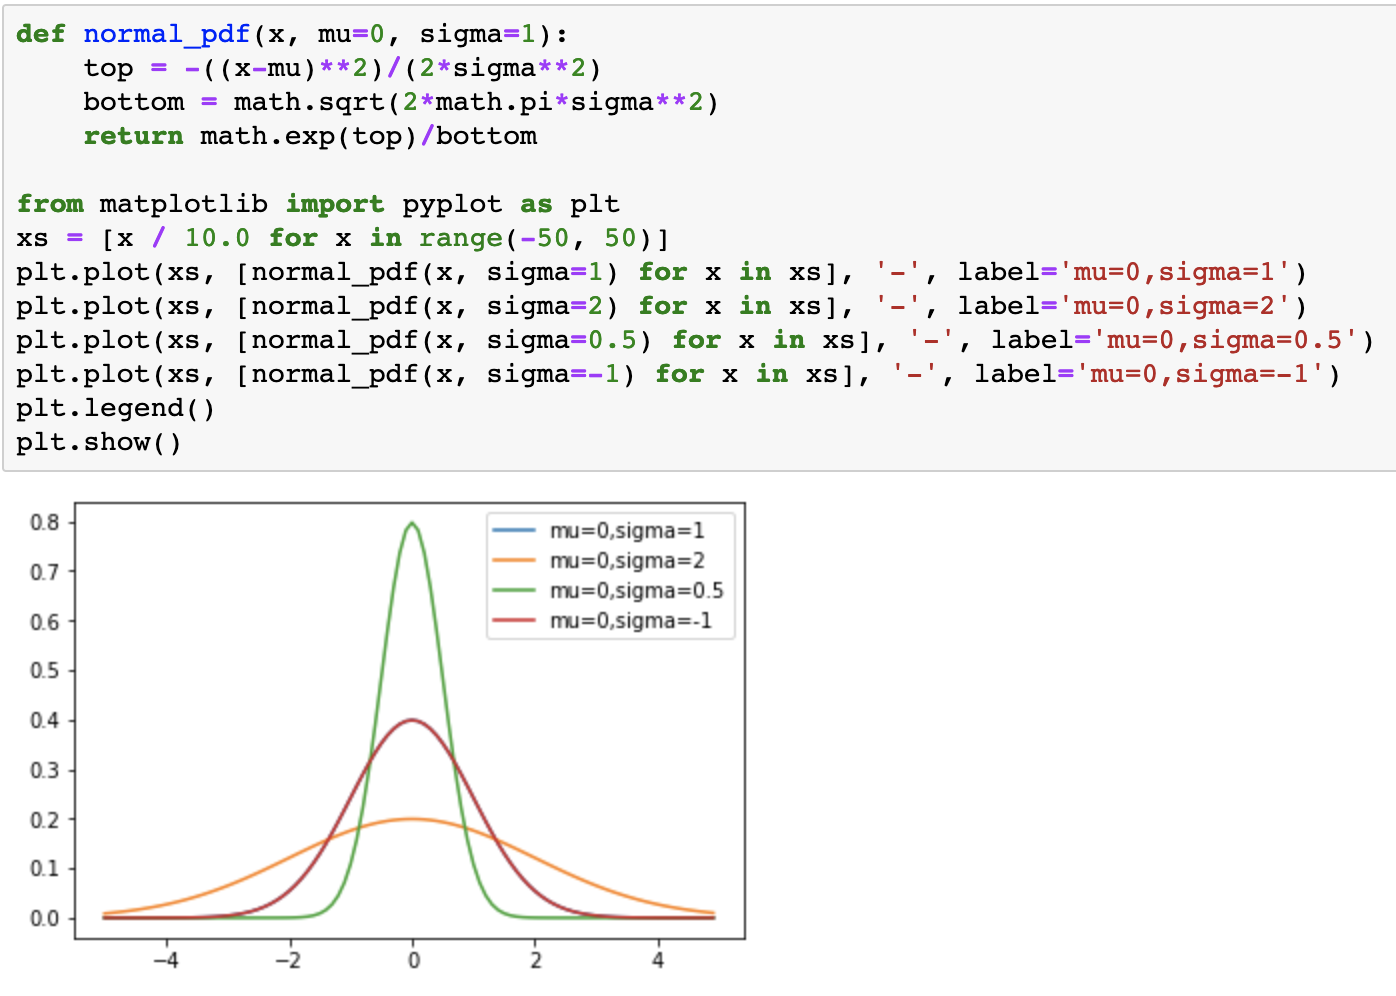 def normal_pdf(x, mu=0, sigma=1):
    top = -((x-mu)**2)/(2*sigma**2)
    bottom = math.sqrt(2*math.pi*sigma**2)
    return math.exp(top)/bottom

from matplotlib import pyplot as plt
xs = [x / 10.0 for x in range(-50, 50)]
plt.plot(xs, [normal_pdf(x, sigma=1) for x in xs], '-', label='mu=0,sigma=1')
plt.plot(xs, [normal_pdf(x, sigma=2) for x in xs], '-', label='mu=0,sigma=2')
plt.plot(xs, [normal_pdf(x, sigma=0.5) for x in xs], '-', label='mu=0,sigma=0.5')
plt.plot(xs, [normal_pdf(x, sigma=-1) for x in xs], '-', label='mu=0,sigma=-1')
plt.legend()
plt.show()
mu=0,sigma=1
mu=0,sigma=2
mu=0,sigma=0.5
mu=0,sigma=-1
0.8
0.7
0.6
0.5
0.4
0.3
0.2
0.1
0.0
−4 −2 0 2 4